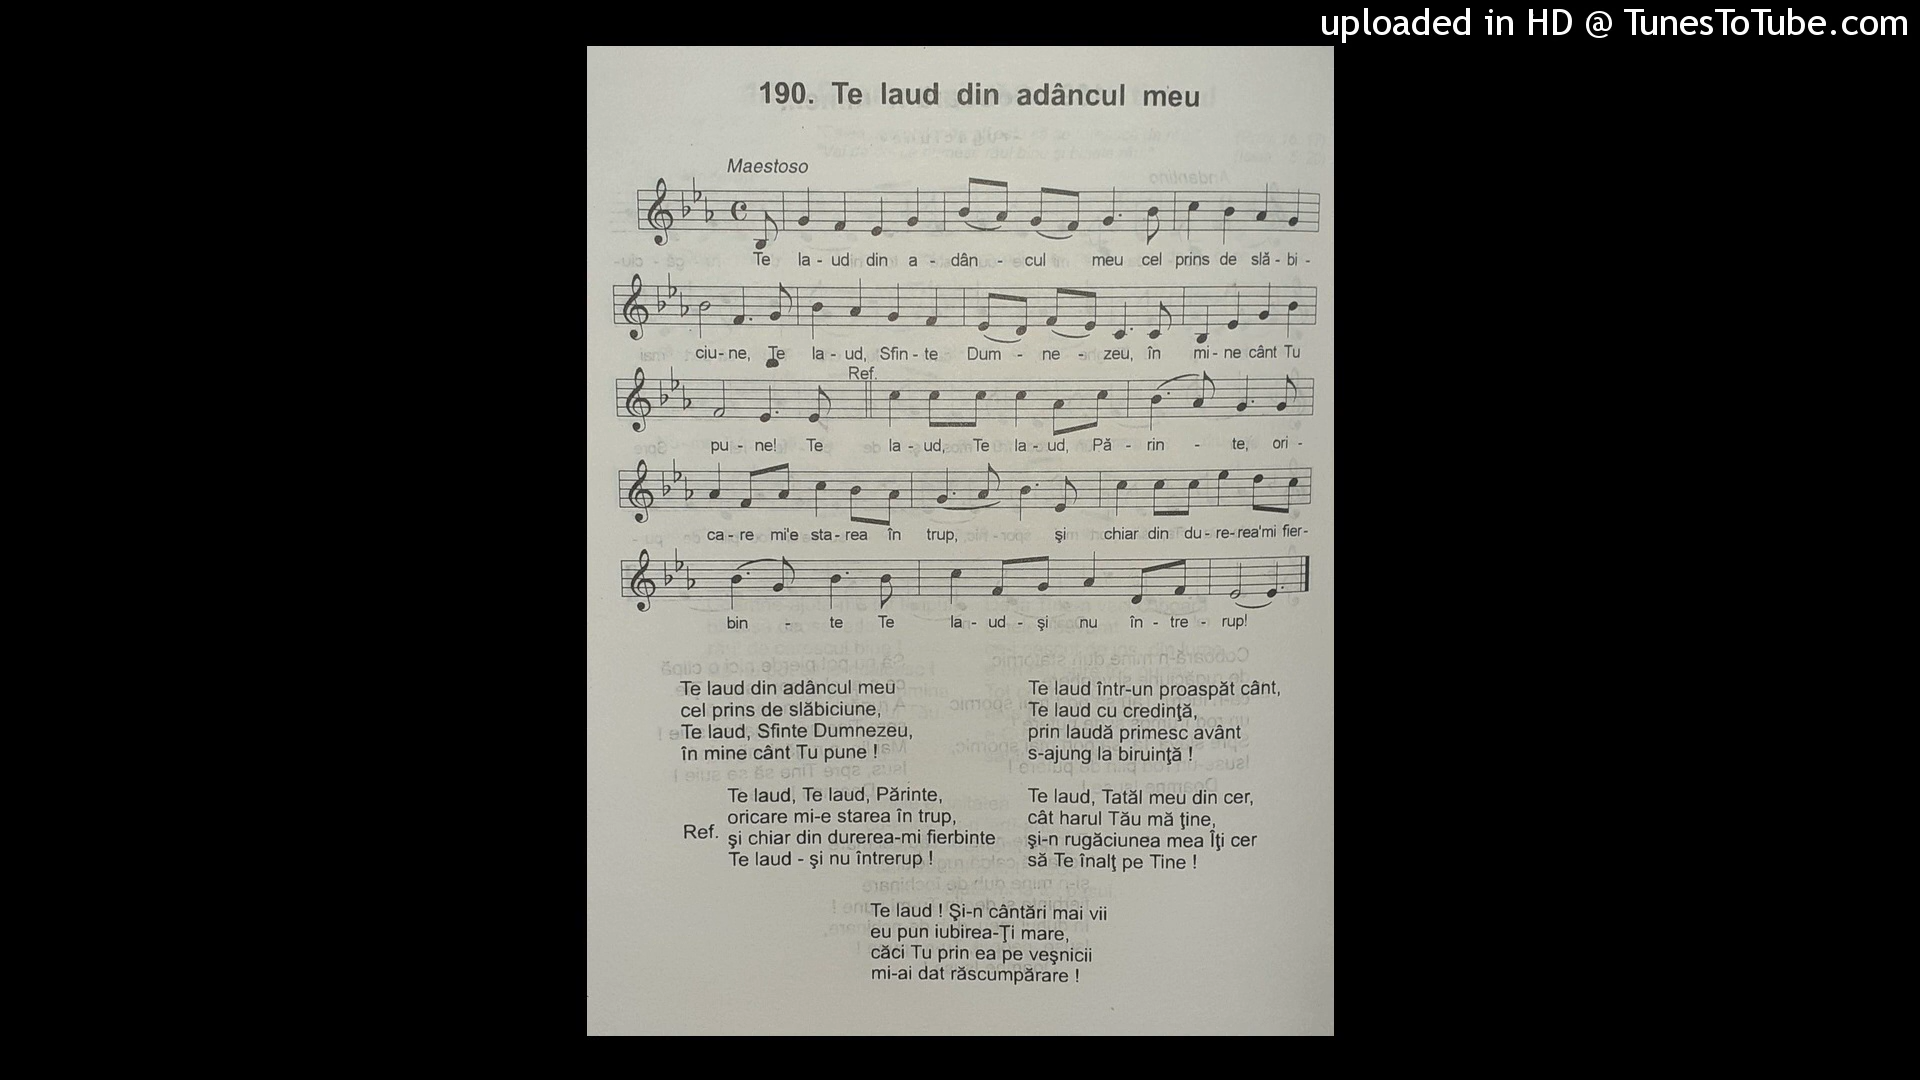 uploaded in HD @ TunesToTube.com
190. Te laud din adâncul meu
Maestoso
Te la - ud din a - dân - cul meu cel prins de slă - bi -
ciu - ne, Te la - ud, Sfin - te Dum - ne - zeu, în mi - ne cânt Tu
Ref.
pu - ne! Te la - ud, Te la - ud, Pă - rin - te, ori -
ca - re mi'e sta - rea în trup, şi chiar din du - re - rea'mi fier-
bin - te Te la - ud - şi nu în - tre - rup!
Te laud din adâncul meu
cel prins de slăbiciune,
Te laud, Sfinte Dumnezeu,
în mine cânt Tu pune !
Ref.
Te laud, Te laud, Părinte,
oricare mi-e starea în trup,
şi chiar din durerea-mi fierbinte
Te laud - şi nu întrerup !
Te laud într-un proaspăt cânt,
Te laud cu credinţă,
prin laudă primesc avânt
s-ajung la biruinţă !
Te laud, Tatăl meu din cer,
cât harul Tău mă ţine,
şi-n rugăciunea mea Îţi cer
să Te înalţ pe Tine !
Te laud ! Şi-n cântări mai vii
eu pun iubirea-Ţi mare,
căci Tu prin ea pe veşnicii
mi-ai dat răscumpărare !